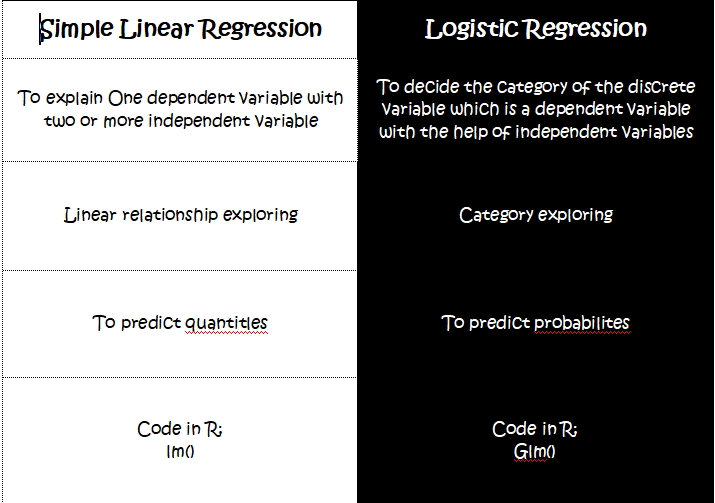 Simple Linear Regression
Logistic Regression
To explain One dependent variable with
two or more independent variable
To decide the category of the discrete
variable which is a dependent variable
with the help of independent variables
Linear relationship exploring
Category exploring
To predict quantitles
To predict probabilites
Code in R;
lm()
Code in R;
Glm()